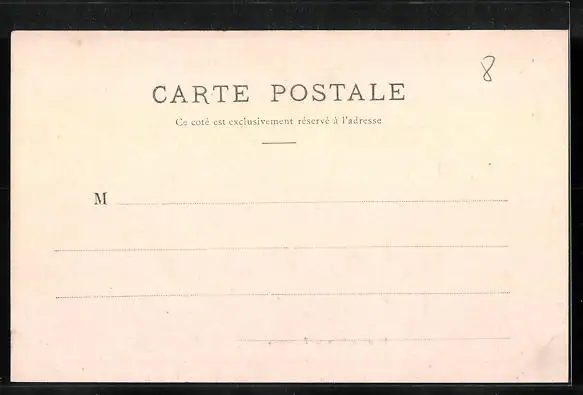 8
CARTE POSTALE
Ce coté est exclusivement réservé à l'adresse
M